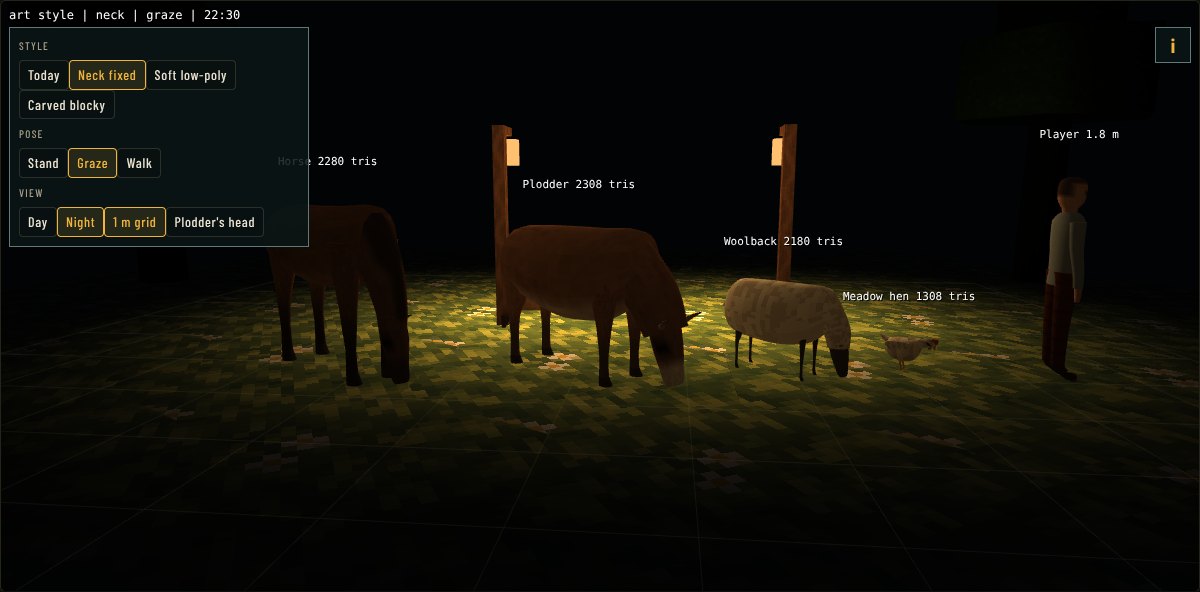 art style | neck | graze | 22:30
STYLE
Today Neck fixed Soft low-poly
Carved blocky
POSE
Stand Graze Walk
VIEW
Day Night 1 m grid Plodder's head
i
Player 1.8 m
Horse 2280 tris
Plodder 2308 tris
Woolback 2180 tris
Meadow hen 1308 tris